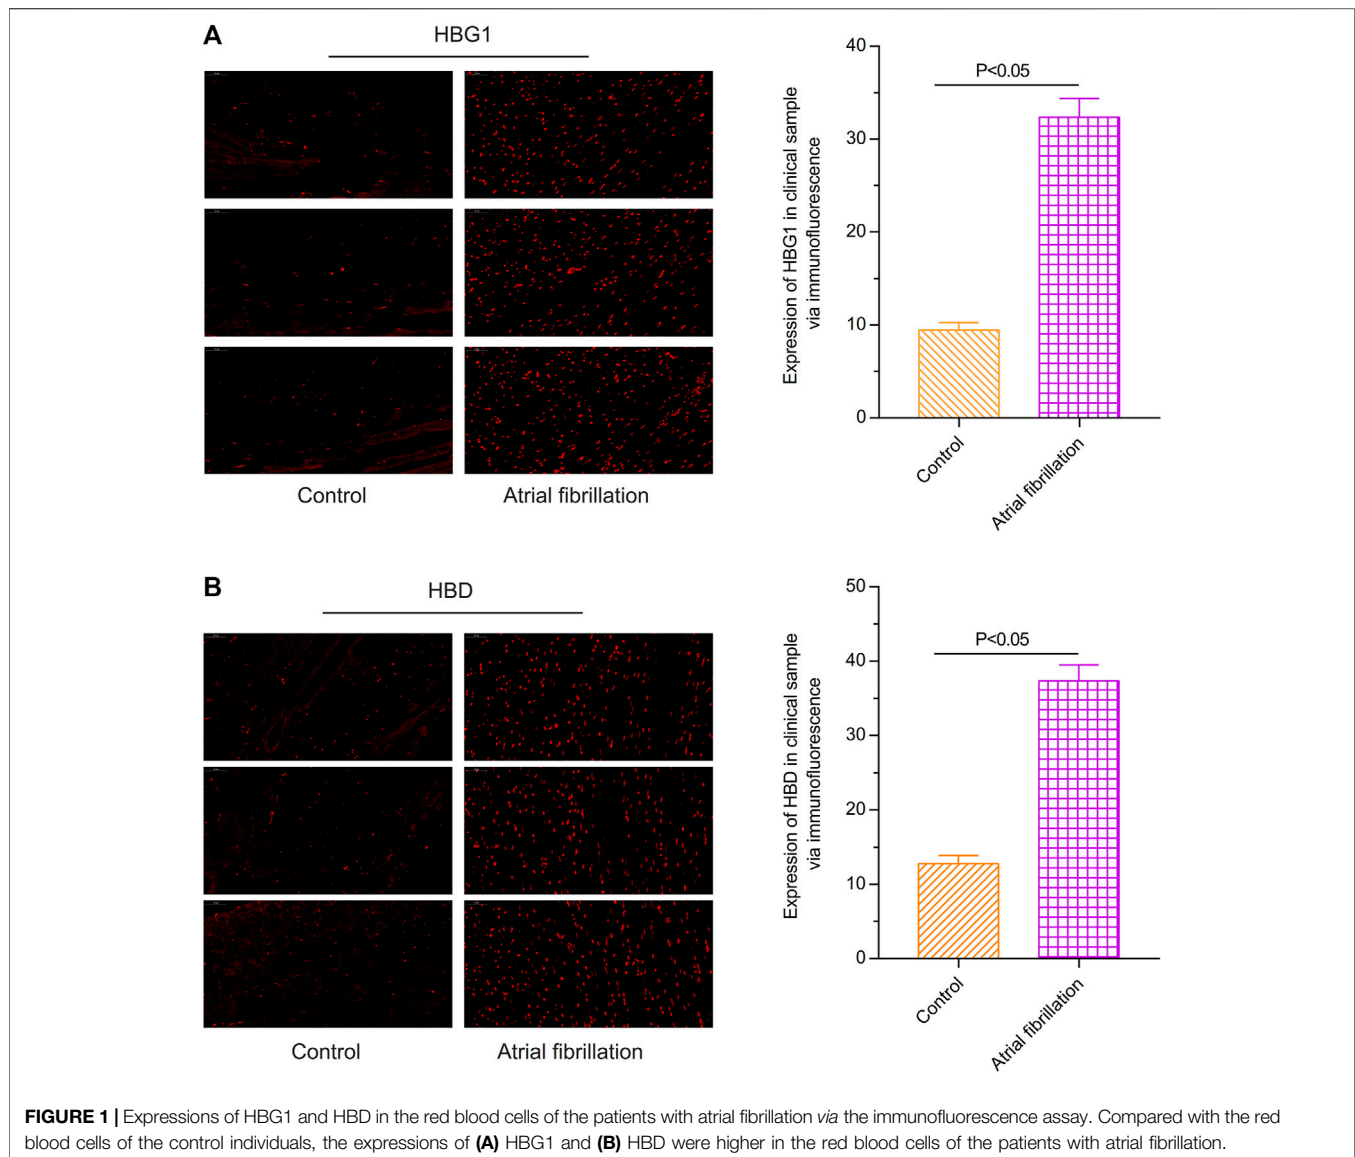 A
HBG1
Control
Atrial fibrillation
Expression of HBG1 in clinical sample
via immunofluorescence
40
30
20
10
0
P<0.05
Control
Atrial fibrillation
B
HBD
Control
Atrial fibrillation
Expression of HBD in clinical sample
via immunofluorescence
50
40
30
20
10
0
P<0.05
Control
Atrial fibrillation
FIGURE 1 | Expressions of HBG1 and HBD in the red blood cells of the patients with atrial fibrillation via the immunofluorescence assay. Compared with the red
blood cells of the control individuals, the expressions of (A) HBG1 and (B) HBD were higher in the red blood cells of the patients with atrial fibrillation.